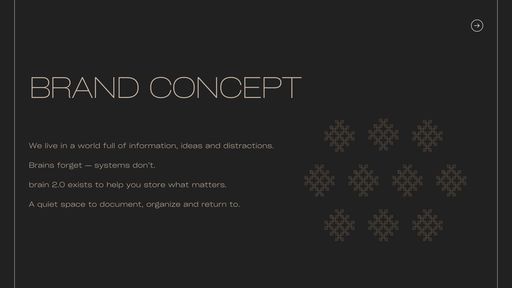 BRAND CONCEPT
We live in a world full of information, ideas and distractions.
Brains forget — systems don't.
brain 2.0 exists to help you store what matters.
A quiet space to document, organize and return to.